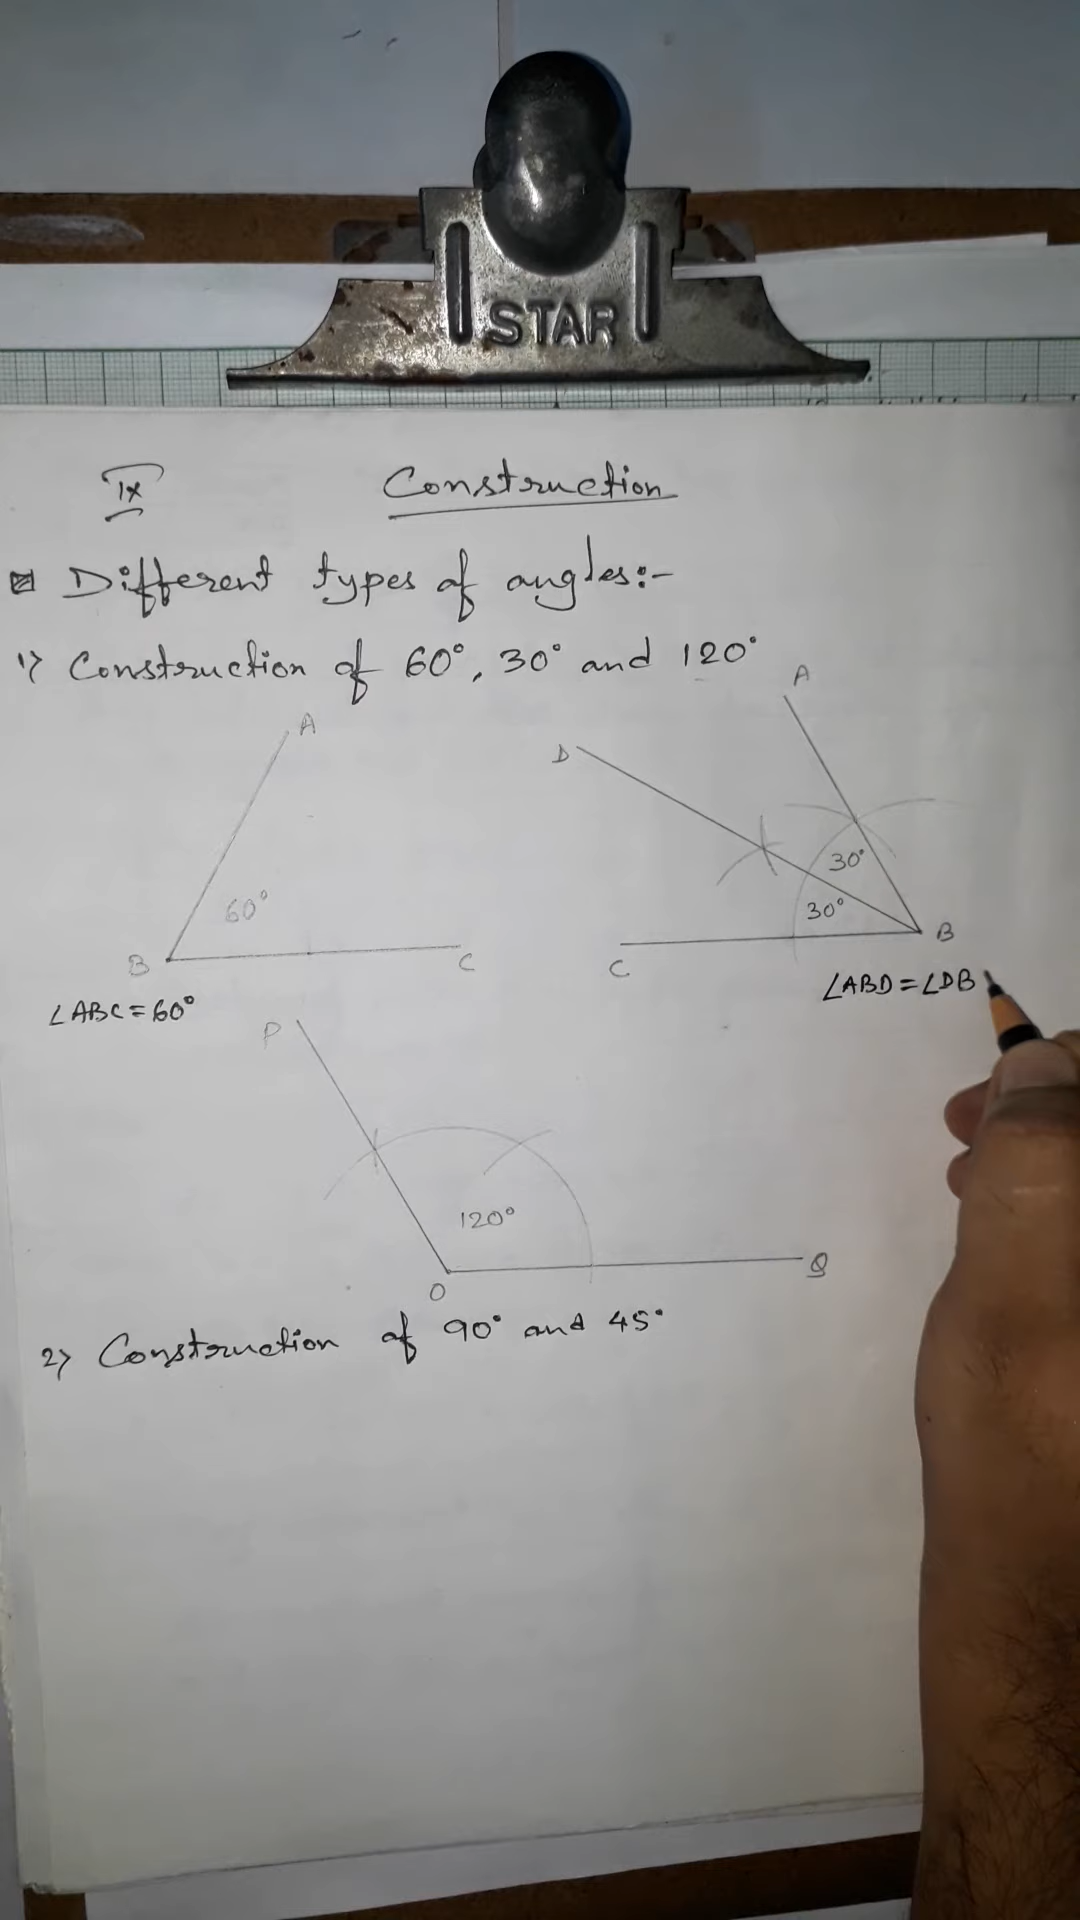 STAR
IX
Construction
Different types of angles:-
1) Construction of 60°, 30° and 120°
A
60°
B
C
∠ABC = 60°
A
D
30°
30°
B
C
∠ABD = ∠DB
P
120°
O
Q
2) Construction of 90° and 45°